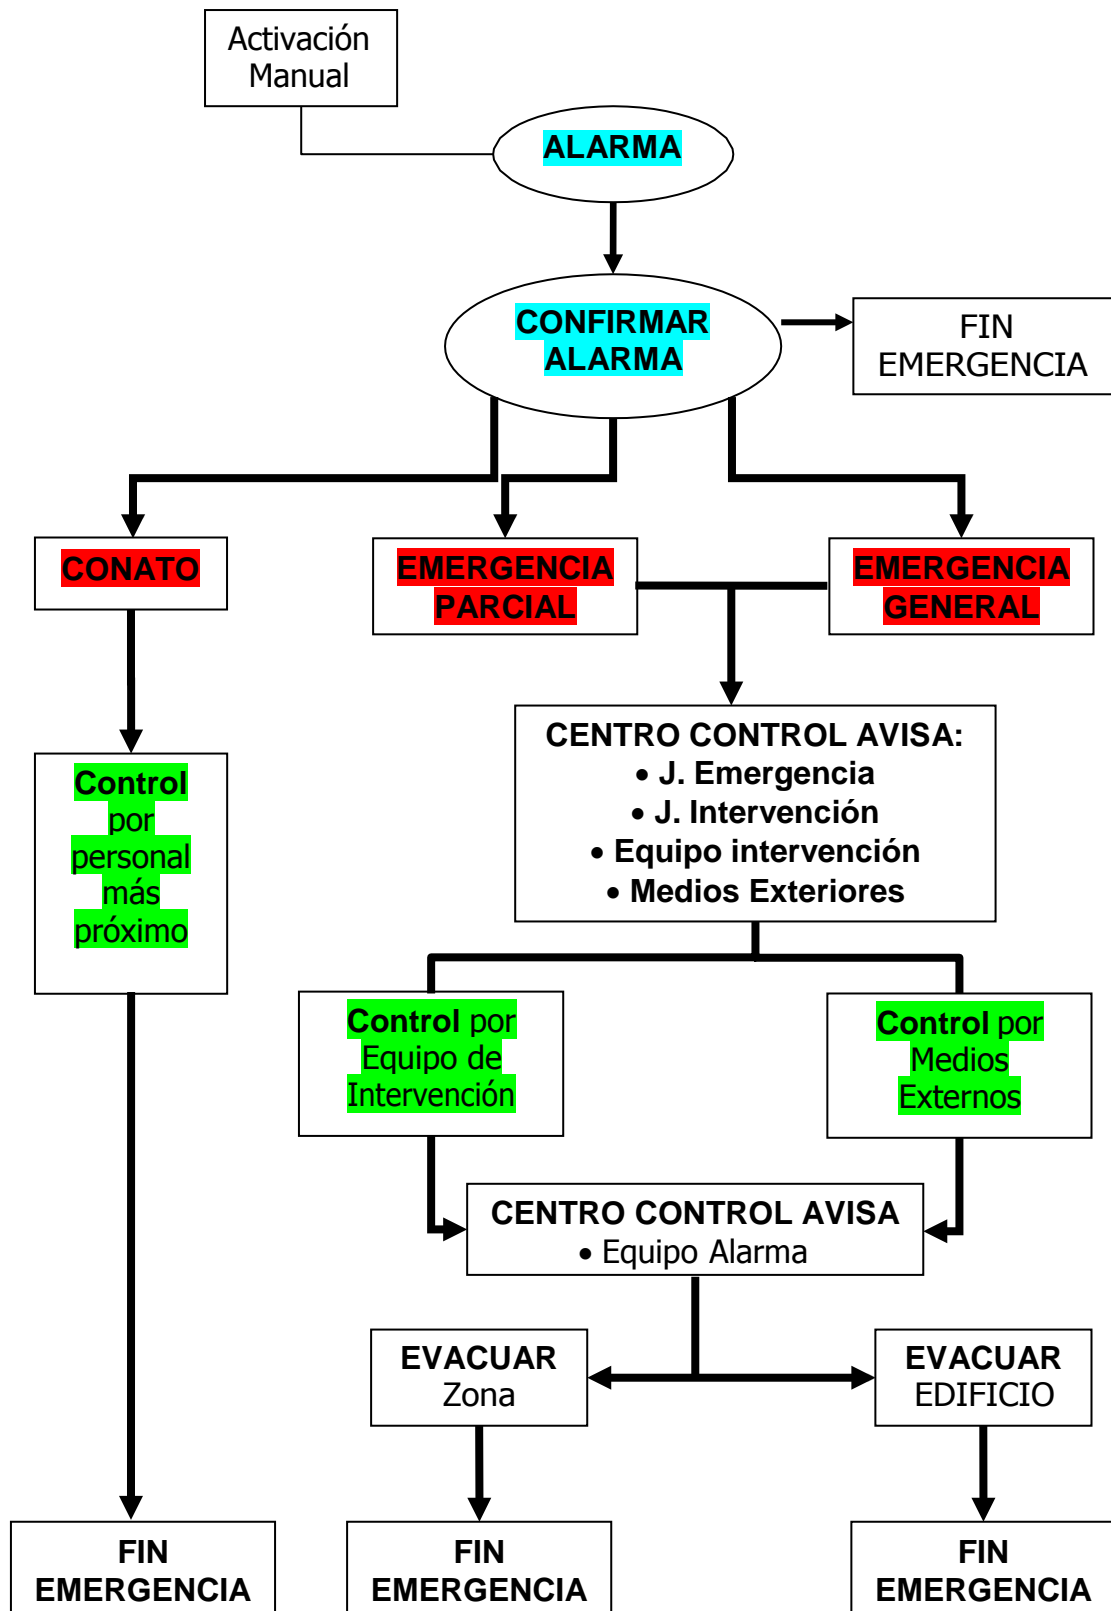 Activación
Manual
ALARMA
CONFIRMAR
ALARMA
FIN
EMERGENCIA
CONATO
EMERGENCIA
PARCIAL
EMERGENCIA
GENERAL
CENTRO CONTROL AVISA:
• J. Emergencia
• J. Intervención
• Equipo intervención
• Medios Exteriores
Control
por
personal
más
próximo
Control por
Equipo de
Intervención
Control por
Medios
Externos
CENTRO CONTROL AVISA
• Equipo Alarma
EVACUAR
Zona
EVACUAR
EDIFICIO
FIN
EMERGENCIA
FIN
EMERGENCIA
FIN
EMERGENCIA